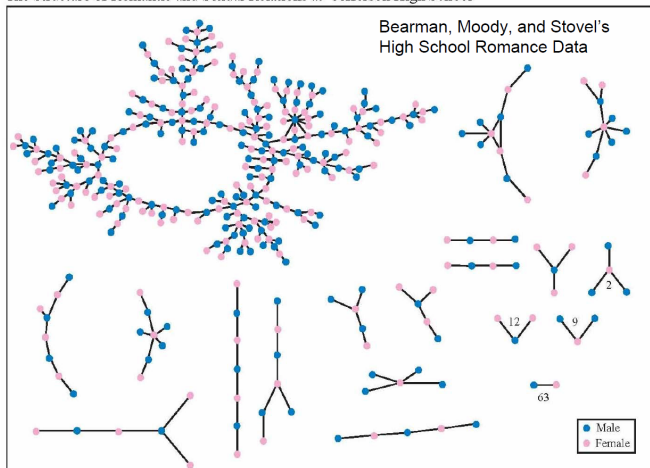 Bearman, Moody, and Stovel's
High School Romance Data
2
12
9
63
Male
Female